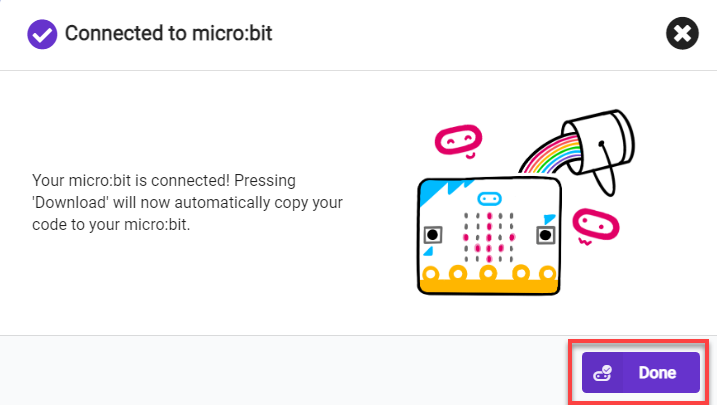 Connected to micro:bit
Your micro:bit is connected! Pressing
'Download' will now automatically copy your
code to your micro:bit.
Done